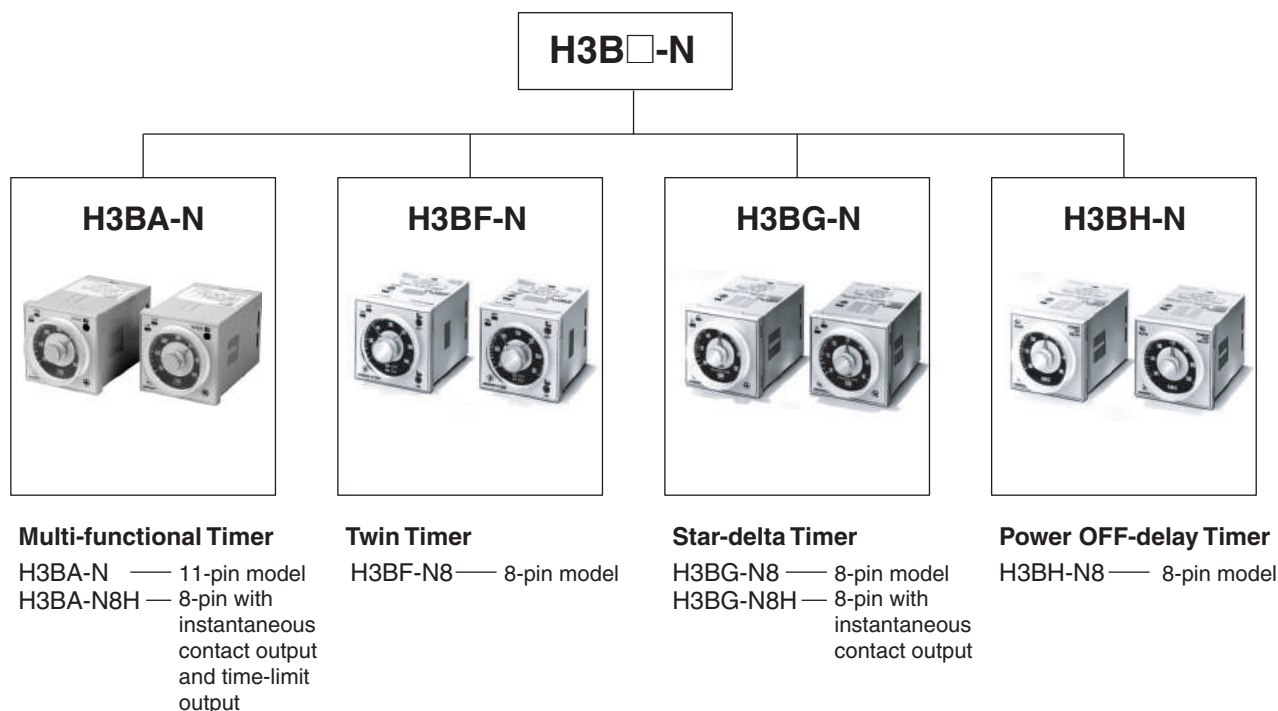 H3B□-N
H3BA-N
H3BF-N
H3BG-N
H3BH-N
Multi-functional Timer
H3BA-N —— 11-pin model
H3BA-N8H — 8-pin with
instantaneous
contact output
and time-limit
output
Twin Timer
H3BF-N8 —— 8-pin model
Star-delta Timer
H3BG-N8 —— 8-pin model
H3BG-N8H — 8-pin with
instantaneous
contact output
Power OFF-delay Timer
H3BH-N8 —— 8-pin model